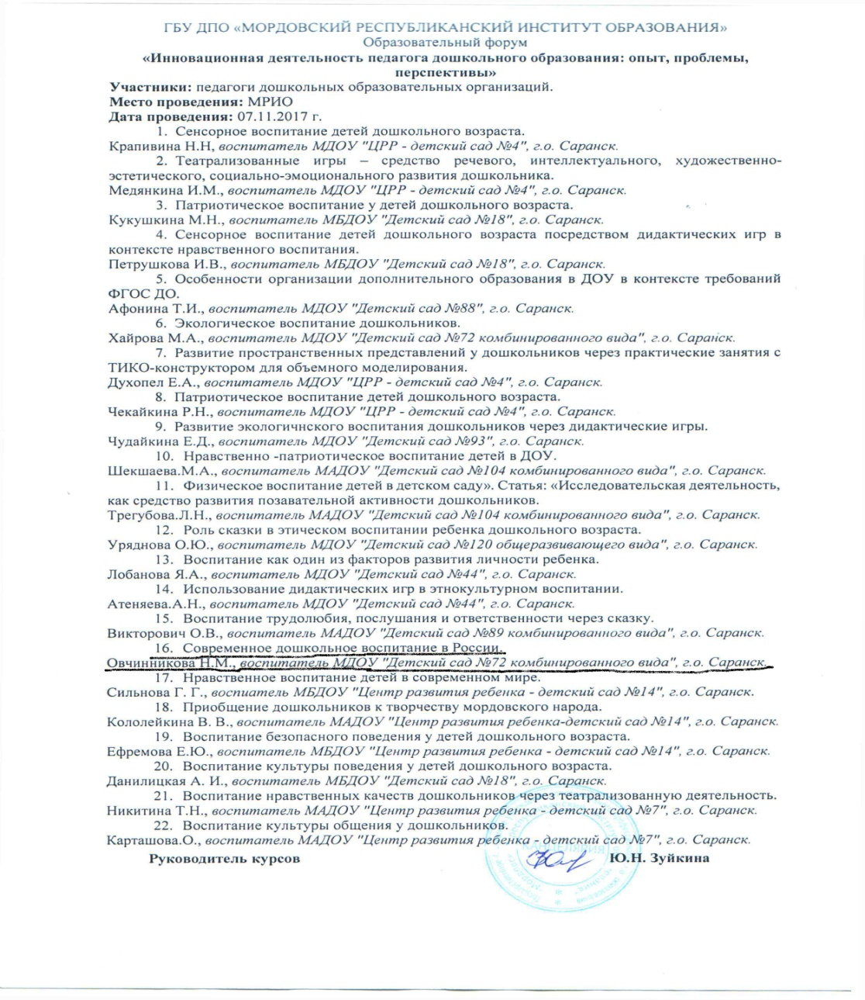 ГБУ ДПО «МОРДОВСКИЙ РЕСПУБЛИКАНСКИЙ ИНСТИТУТ ОБРАЗОВАНИЯ»
Образовательный форум
«Инновационная деятельность педагога дошкольного образования: опыт, проблемы,
перспективы»
Участники: педагоги дошкольных образовательных организаций.
Место проведения: МРИО
Дата проведения: 07.11.2017 г.
1. Сенсорное воспитание детей дошкольного возраста.
Крапивина Н.Н, воспитатель МДОУ "ЦРР - детский сад №4", г.о. Саранск.
2. Театрализованные игры – средство речевого, интеллектуального, художественно-
эстетического, социально-эмоционального развития дошкольника.
Медянкина И.М., воспитатель МДОУ "ЦРР - детский сад №4", г.о. Саранск.
3. Патриотическое воспитание у детей дошкольного возраста.
Кукушкина М.Н., воспитатель МБДОУ "Детский сад №18", г.о. Саранск.
4. Сенсорное воспитание детей дошкольного возраста посредством дидактических игр в
контексте нравственного воспитания.
Петрушкова И.В., воспитатель МБДОУ "Детский сад №18", г.о. Саранск.
5. Особенности организации дополнительного образования в ДОУ в контексте требований
ФГОС ДО.
Афонина Т.И., воспитатель МДОУ "Детский сад №88", г.о. Саранск.
6. Экологическое воспитание дошкольников.
Хайрова М.А., воспитатель МДОУ "Детский сад №72 комбинированного вида", г.о. Саранск.
7. Развитие пространственных представлений у дошкольников через практические занятия с
ТИКО-конструктором для объемного моделирования.
Духопел Е.А., воспитатель МДОУ "ЦРР - детский сад №4", г.о. Саранск.
8. Патриотическое воспитание детей дошкольного возраста.
Чекайкина Р.Н., воспитатель МДОУ "ЦРР - детский сад №4", г.о. Саранск.
9. Развитие экологичнского воспитания дошкольников через дидактические игры.
Чудайкина Е.Д., воспитатель МДОУ "Детский сад №93", г.о. Саранск.
10. Нравственно -патриотическое воспитание детей в ДОУ.
Шекшаева.М.А., воспитатель МАДОУ "Детский сад №104 комбинированного вида", г.о. Саранск.
11. Физическое воспитание детей в детском саду». Статья: «Исследовательская деятельность,
как средство развития позавательной активности дошкольников.
Трегубова.Л.Н., воспитатель МАДОУ "Детский сад №104 комбинированного вида", г.о. Саранск.
12. Роль сказки в этическом воспитании ребенка дошкольного возраста.
Уряднова О.Ю., воспитатель МДОУ "Детский сад №120 общеразвивающего вида", г.о. Саранск.
13. Воспитание как один из факторов развития личности ребенка.
Лобанова Я.А., воспитатель МДОУ "Детский сад №44", г.о. Саранск.
14. Использование дидактических игр в этнокультурном воспитании.
Атеняева.А.Н., воспитатель МДОУ "Детский сад №44", г.о. Саранск.
15. Воспитание трудолюбия, послушания и ответственности через сказку.
Викторович О.В., воспитатель МАДОУ "Детский сад №89 комбинированного вида", г.о. Саранск.
16. Современное дошкольное воспитание в России.
Овчинникова Н.М., воспитатель МДОУ "Детский сад №72 комбинированного вида", г.о. Саранск.
17. Нравственное воспитание детей в современном мире.
Сильнова Г. Г., воспиатель МБДОУ "Центр развития ребенка - детский сад №14", г.о. Саранск.
18. Приобщение дошкольников к творчеству мордовского народа.
Кололейкина В. В., воспитатель МАДОУ "Центр развития ребенка-детский сад №14", г.о. Саранск.
19. Воспитание безопасного поведения у детей дошкольного возраста.
Ефремова Е.Ю., воспитатель МБДОУ "Центр развития ребенка - детский сад №14", г.о. Саранск.
20. Воспитание культуры поведения у детей дошкольного возраста.
Данилицкая А. И., воспитатель МБДОУ "Детский сад №18", г.о. Саранск.
21. Воспитание нравственных качеств дошкольников через театрализованную деятельность.
Никитина Т.Н., воспитатель МАДОУ "Центр развития ребенка - детский сад №7", г.о. Саранск.
22. Воспитание культуры общения у дошкольников.
Карташова.О., воспитатель МАДОУ "Центр развития ребенка - детский сад №7", г.о. Саранск.
КАНЦЕЛЯРИЯ
Руководитель курсов Ю.Н. Зуйкина